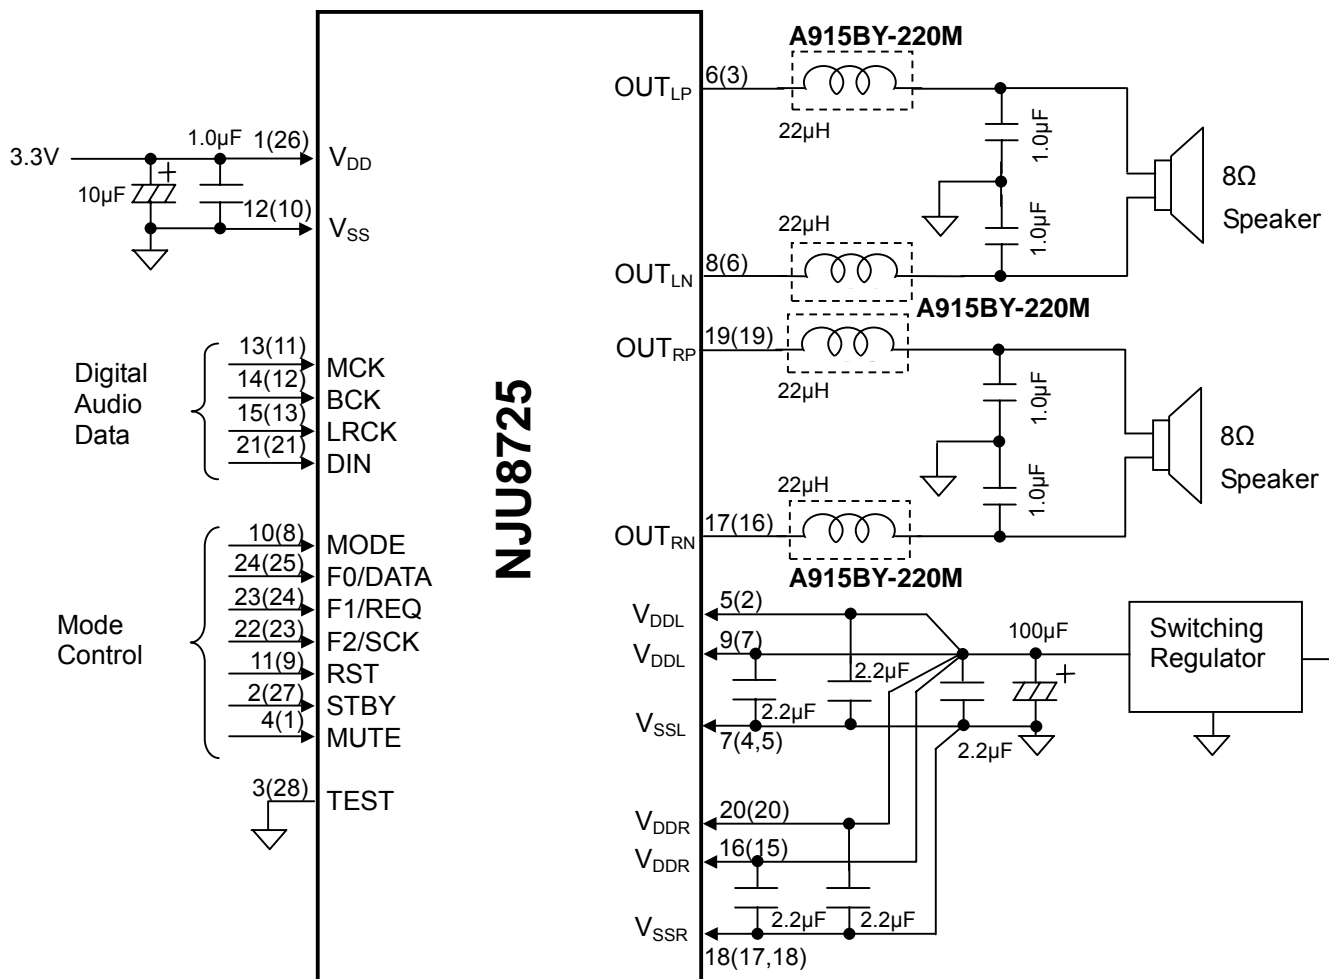 A915BY-220M
OUTLP
6(3)
22µH
1.0µF
1.0µF
8Ω
Speaker
22µH
OUTLN
8(6)
A915BY-220M
3.3V
1.0µF
1(26)
VDD
10µF
12(10)
VSS
Digital
Audio
Data
13(11)
MCK
14(12)
BCK
15(13)
LRCK
21(21)
DIN
NJU8725
OUTRP
19(19)
22µH
1.0µF
1.0µF
8Ω
Speaker
22µH
OUTRN
17(16)
A915BY-220M
Mode
Control
10(8)
MODE
24(25)
F0/DATA
23(24)
F1/REQ
22(23)
F2/SCK
11(9)
RST
2(27)
STBY
4(1)
MUTE
3(28)
TEST
VDDL
5(2)
VDDL
9(7)
100µF
Switching
Regulator
2.2µF
2.2µF
VSSL
7(4,5)
2.2µF
VDDR
20(20)
VDDR
16(15)
2.2µF
2.2µF
VSSR
18(17,18)